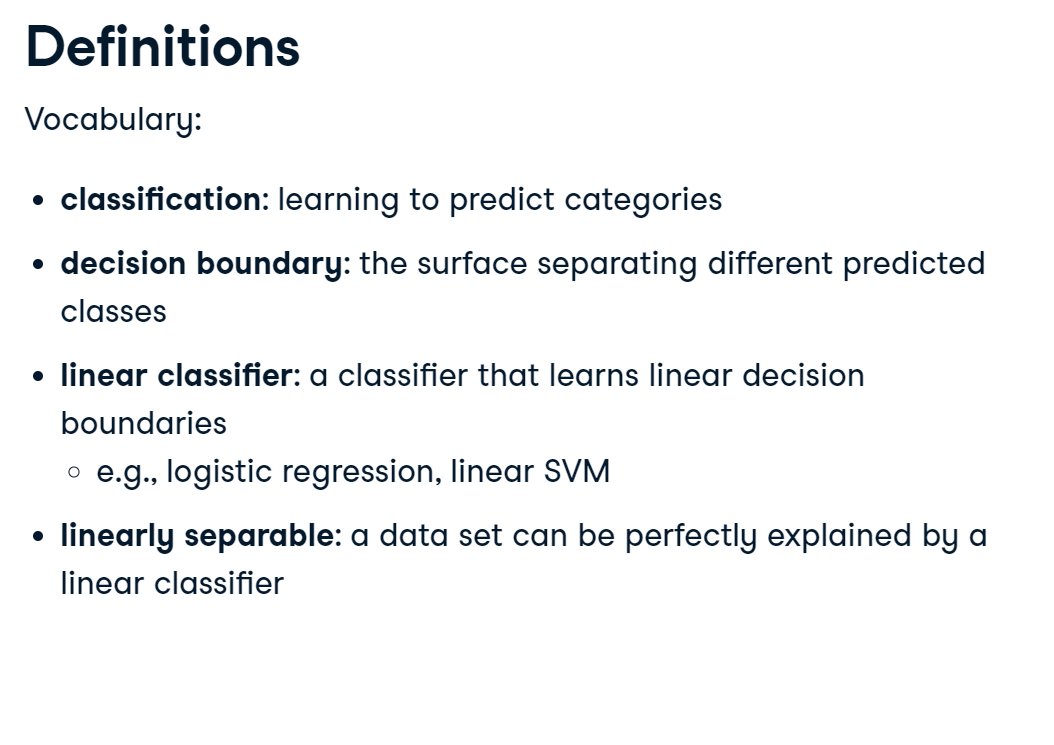 Definitions
Vocabulary:
• classification: learning to predict categories
• decision boundary: the surface separating different predicted
classes
• linear classifier: a classifier that learns linear decision
boundaries
○ e.g., logistic regression, linear SVM
• linearly separable: a data set can be perfectly explained by a
linear classifier